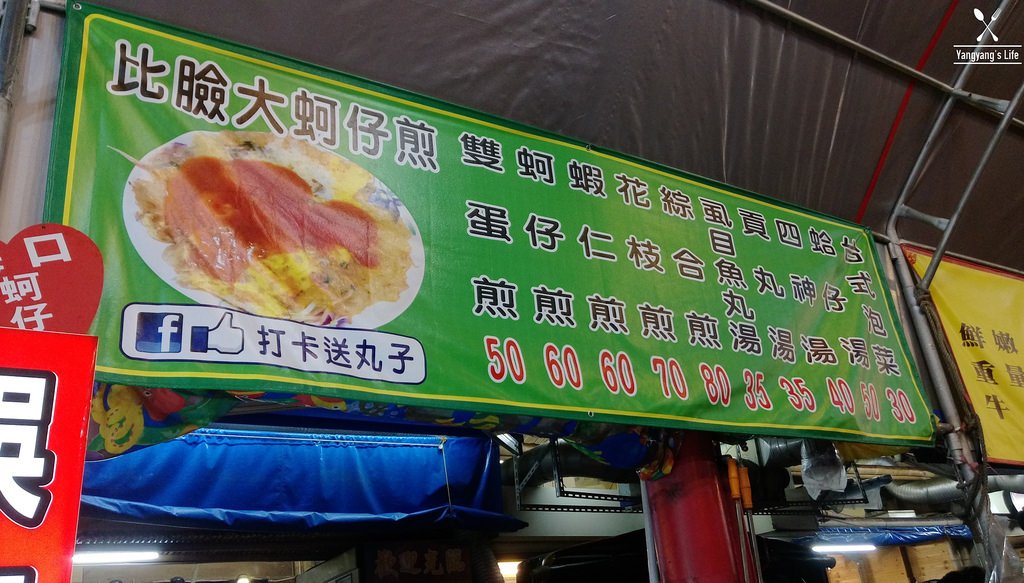 Yangyang's Life
比臉大蚵仔煎
雙蛋煎 50
蚵仔煎 60
蝦仁煎 60
花枝煎 70
綜合煎 80
虱目魚丸湯 35
貢丸湯 35
四神湯 40
蛤仔湯 50
台式泡菜 30
f 打卡送丸子
口
蚵
仔
鮮嫩
重量
牛